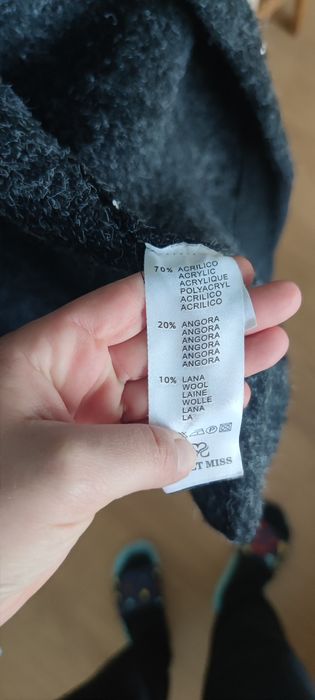 70% ACRILICO
ACRYLIC
ACRYLIQUE
POLYACRYL
ACRILICO
ACRILICO
20% ANGORA
ANGORA
ANGORA
ANGORA
ANGORA
ANGORA
10% LANA
WOOL
LAINE
WOLLE
LANA
LA
T MISS